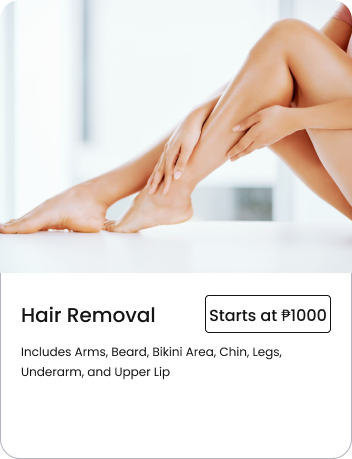 Hair Removal
Starts at ₱1000
Includes Arms, Beard, Bikini Area, Chin, Legs,
Underarm, and Upper Lip